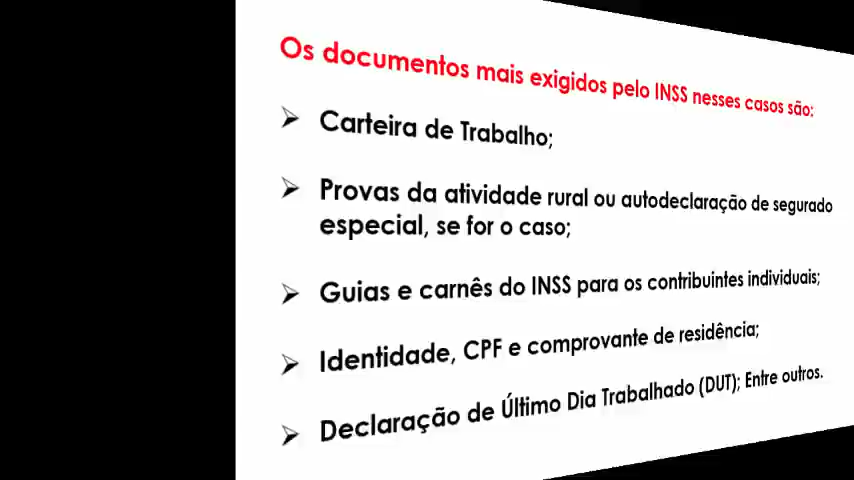 Os documentos mais exigidos pelo INSS nesses casos são:
Carteira de Trabalho;
Provas da atividade rural ou autodeclaração de segurado
especial, se for o caso;
Guias e carnês do INSS para os contribuintes individuais;
Identidade, CPF e comprovante de residência;
Declaração de Último Dia Trabalhado (DUT); Entre outros.